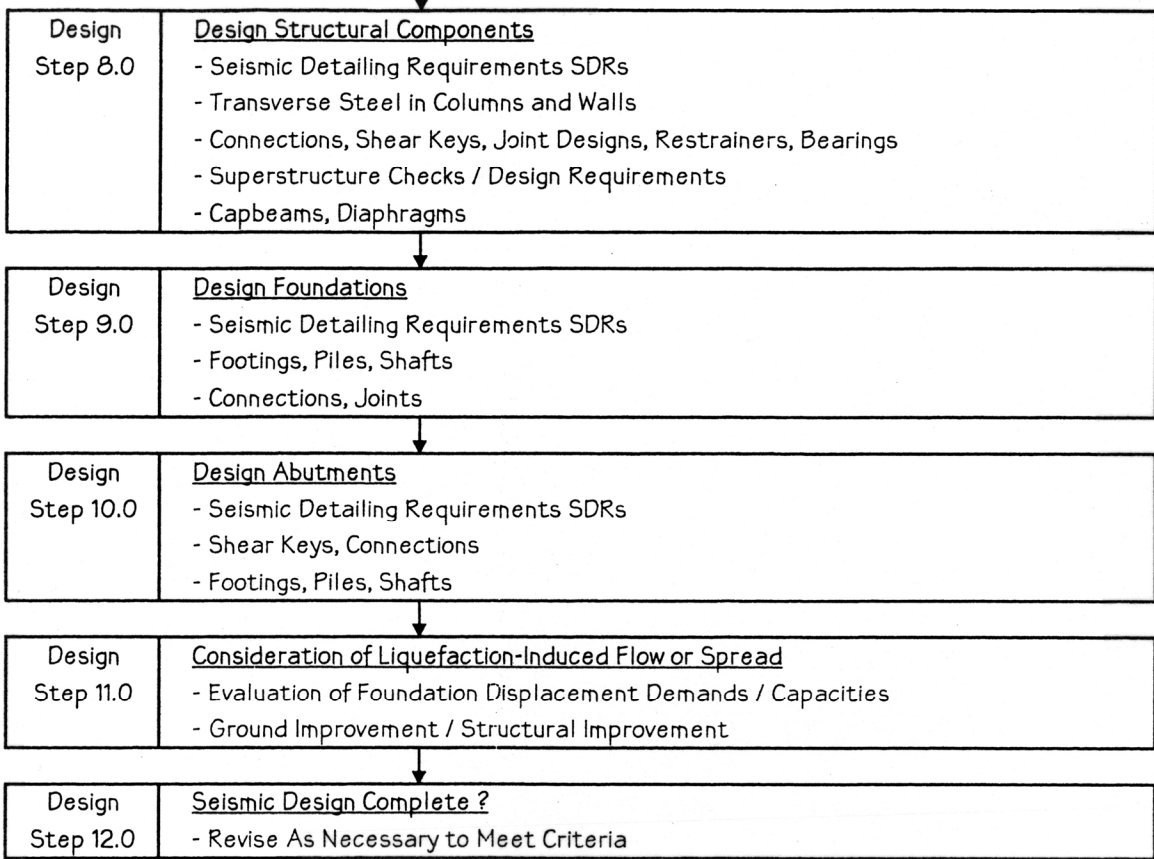 Design Design Structural Components
Step 8.0 - Seismic Detailing Requirements SDRs
- Transverse Steel in Columns and Walls
- Connections, Shear Keys, Joint Designs, Restrainers, Bearings
- Superstructure Checks / Design Requirements
- Capbeams, Diaphragms
Design Design Foundations
Step 9.0 - Seismic Detailing Requirements SDRs
- Footings, Piles, Shafts
- Connections, Joints
Design Design Abutments
Step 10.0 - Seismic Detailing Requirements SDRs
- Shear Keys, Connections
- Footings, Piles, Shafts
Design Consideration of Liquefaction-Induced Flow or Spread
Step 11.0 - Evaluation of Foundation Displacement Demands / Capacities
- Ground Improvement / Structural Improvement
Design Seismic Design Complete ?
Step 12.0 - Revise As Necessary to Meet Criteria